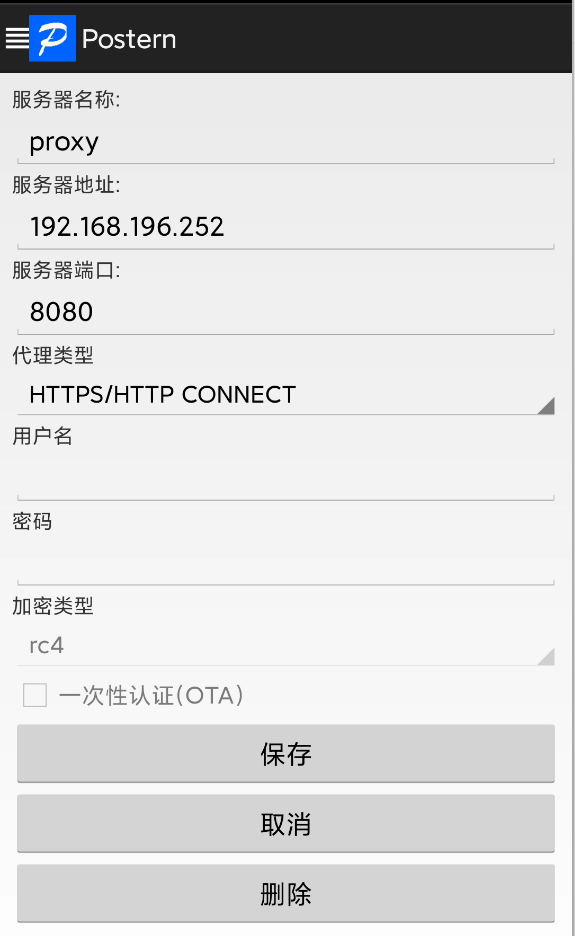 Postern
服务器名称:
proxy
服务器地址:
192.168.196.252
服务器端口:
8080
代理类型
HTTPS/HTTP CONNECT
用户名
密码
加密类型
rc4
一次性认证(OTA)
保存
取消
删除